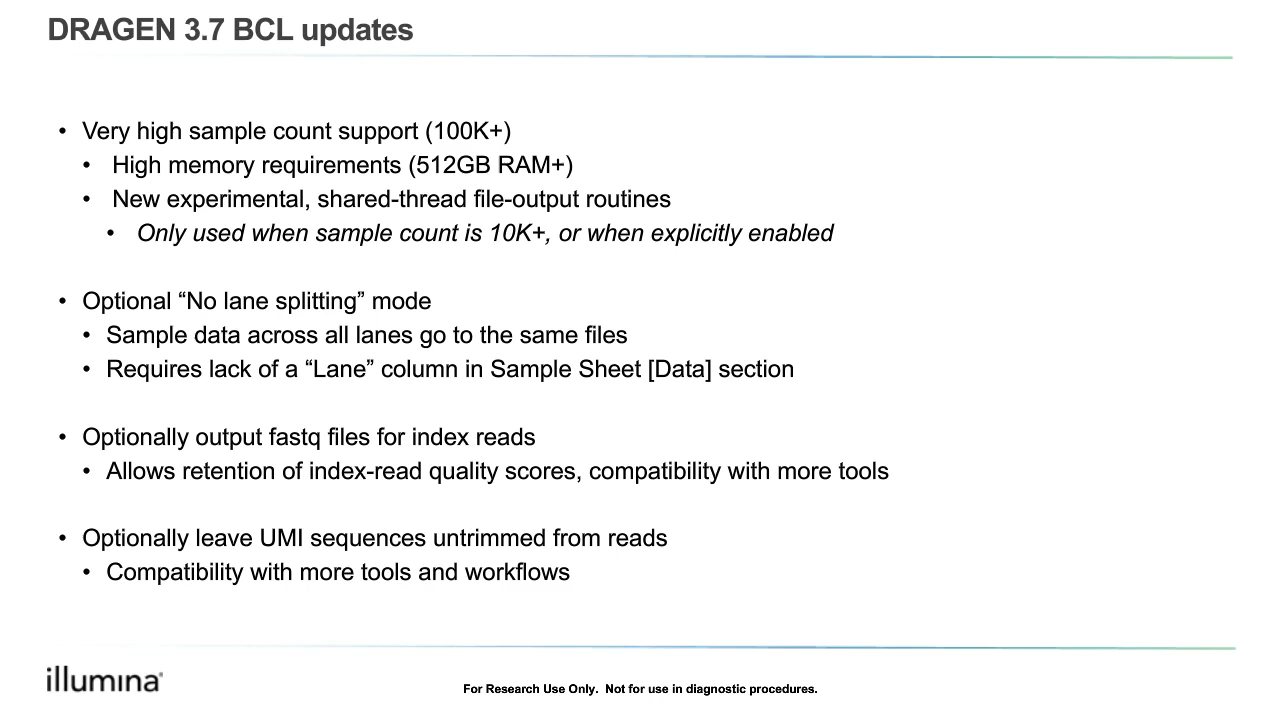 DRAGEN 3.7 BCL updates
• Very high sample count support (100K+)
• High memory requirements (512GB RAM+)
• New experimental, shared-thread file-output routines
• Only used when sample count is 10K+, or when explicitly enabled
• Optional “No lane splitting” mode
• Sample data across all lanes go to the same files
• Requires lack of a “Lane” column in Sample Sheet [Data] section
• Optionally output fastq files for index reads
• Allows retention of index-read quality scores, compatibility with more tools
• Optionally leave UMI sequences untrimmed from reads
• Compatibility with more tools and workflows
illumina®
For Research Use Only. Not for use in diagnostic procedures.